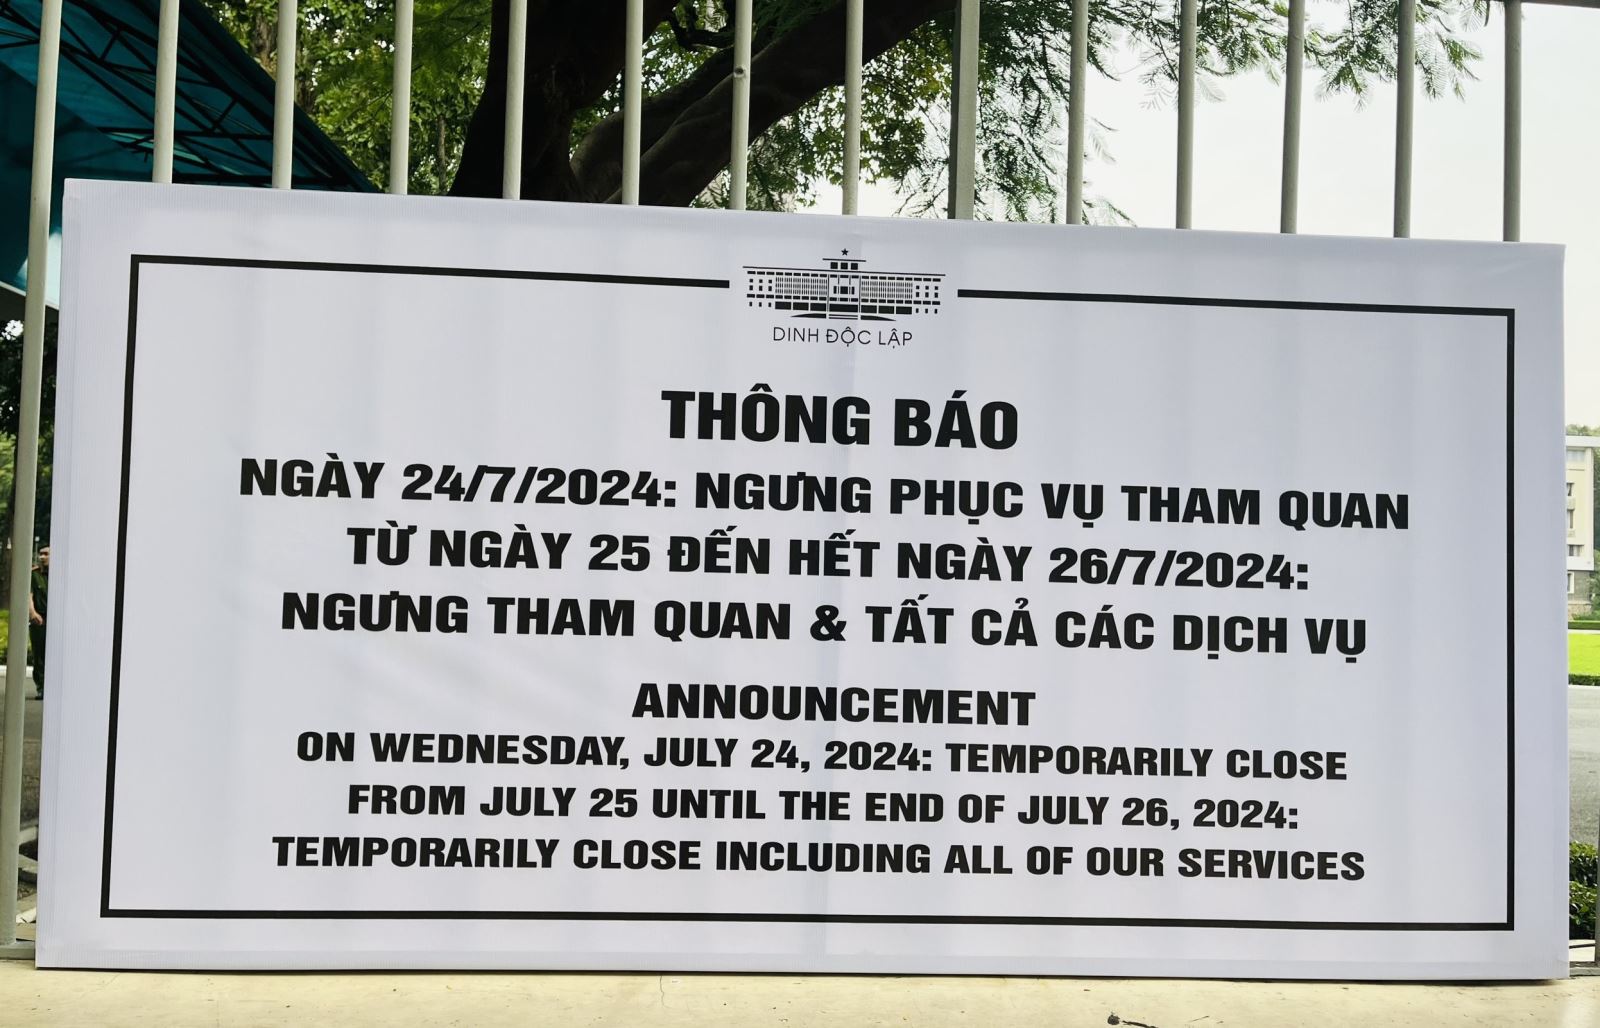 DINH ĐỘC LẬP
THÔNG BÁO
NGÀY 24/7/2024: NGƯNG PHỤC VỤ THAM QUAN
TỪ NGÀY 25 ĐẾN HẾT NGÀY 26/7/2024:
NGƯNG THAM QUAN & TẤT CẢ CÁC DỊCH VỤ
ANNOUNCEMENT
ON WEDNESDAY, JULY 24, 2024: TEMPORARILY CLOSE
FROM JULY 25 UNTIL THE END OF JULY 26, 2024:
TEMPORARILY CLOSE INCLUDING ALL OF OUR SERVICES